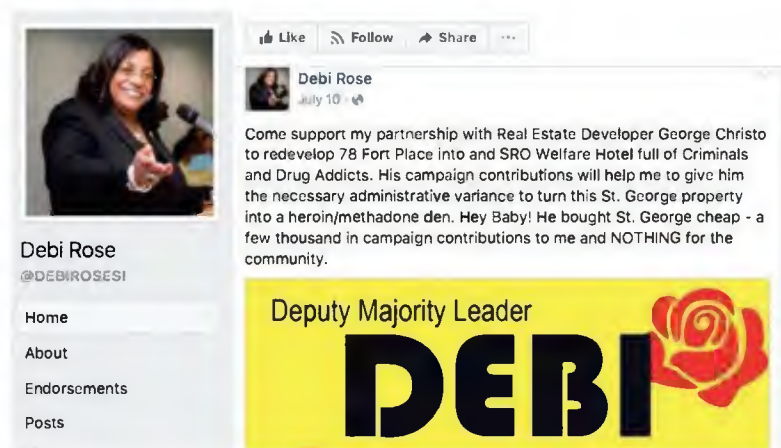 Like Follow Share ...
Debi Rose
July 10
Come support my partnership with Real Estate Developer George Christo
to redevelop 78 Fort Place into and SRO Welfare Hotel full of Criminals
and Drug Addicts. His campaign contributions will help me to give him
the necessary administrative variance to turn this St. George property
into a heroin/methadone den. Hey Baby! He bought St. George cheap - a
few thousand in campaign contributions to me and NOTHING for the
community.
Debi Rose
@DEBIROSESI
Home
About
Endorsements
Posts
Deputy Majority Leader
DEBI